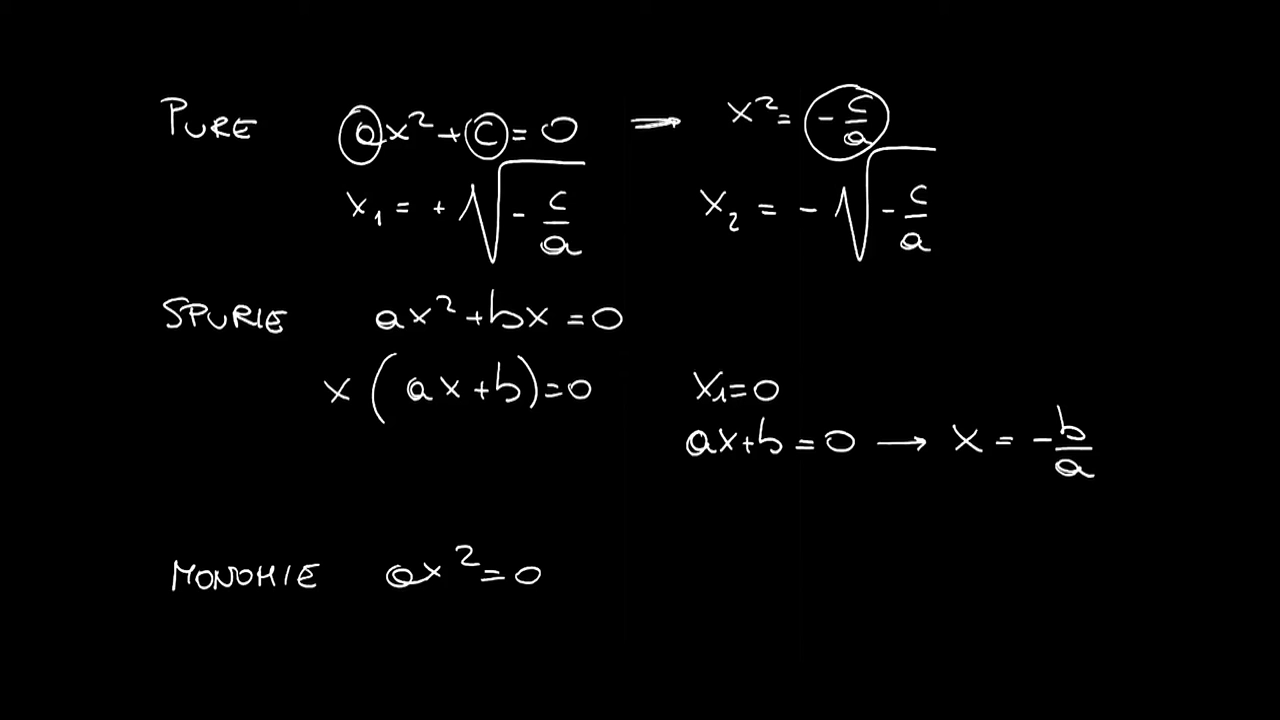 PURE ax² + c = 0 → x² = -c/a
x₁ = + √(-c/a) x₂ = - √(-c/a)
SPURIE ax² + bx = 0
x (ax + b) = 0 x₁ = 0
ax + b = 0 → x = -b/a
MONOMIE ax² = 0